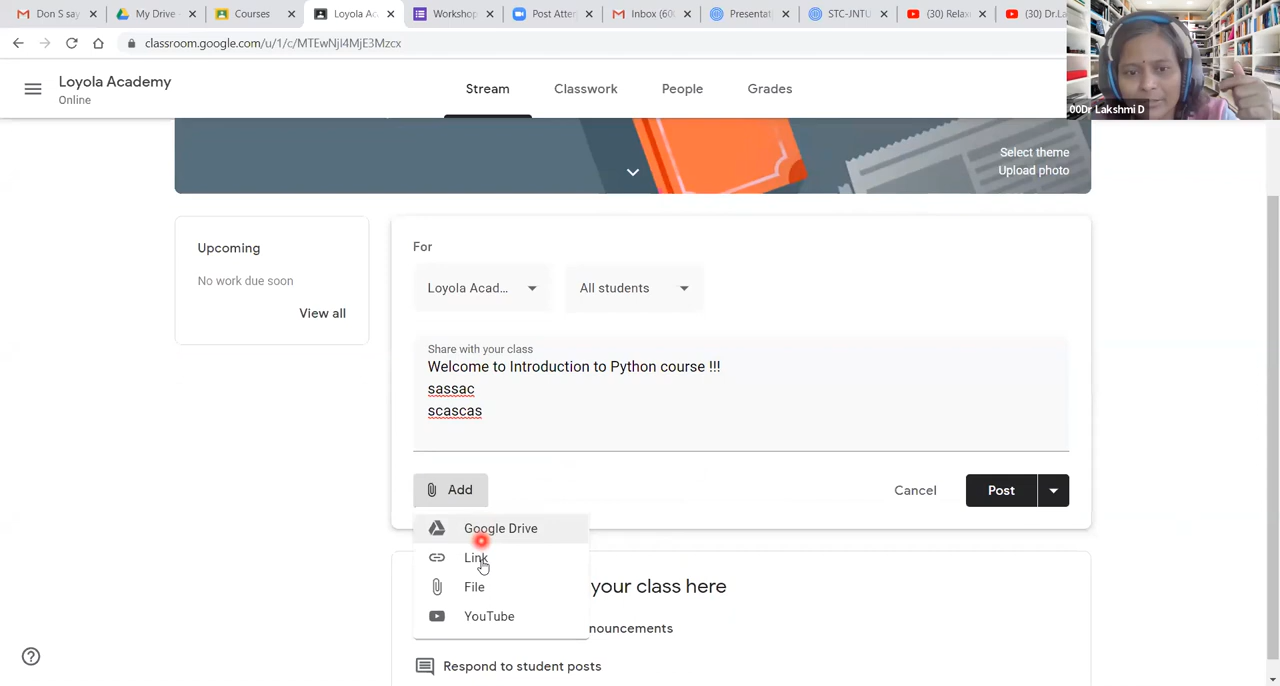 Don S say
My Drive
Courses
Loyola Ac
Workshop
Post Atte
Inbox (60
Presentat
STC-JNTU
(30) Relax
(30) Dr.La
classroom.google.com/u/1/c/MTEwNjI4MjE3Mzcx
Loyola Academy
Online
Stream
Classwork
People
Grades
00Dr Lakshmi D
Select theme
Upload photo
Upcoming
No work due soon
View all
For
Loyola Acad...
All students
Share with your class
Welcome to Introduction to Python course !!!
sassac
scascas
Add
Cancel
Post
Google Drive
Link
File
YouTube
your class here
nouncements
Respond to student posts